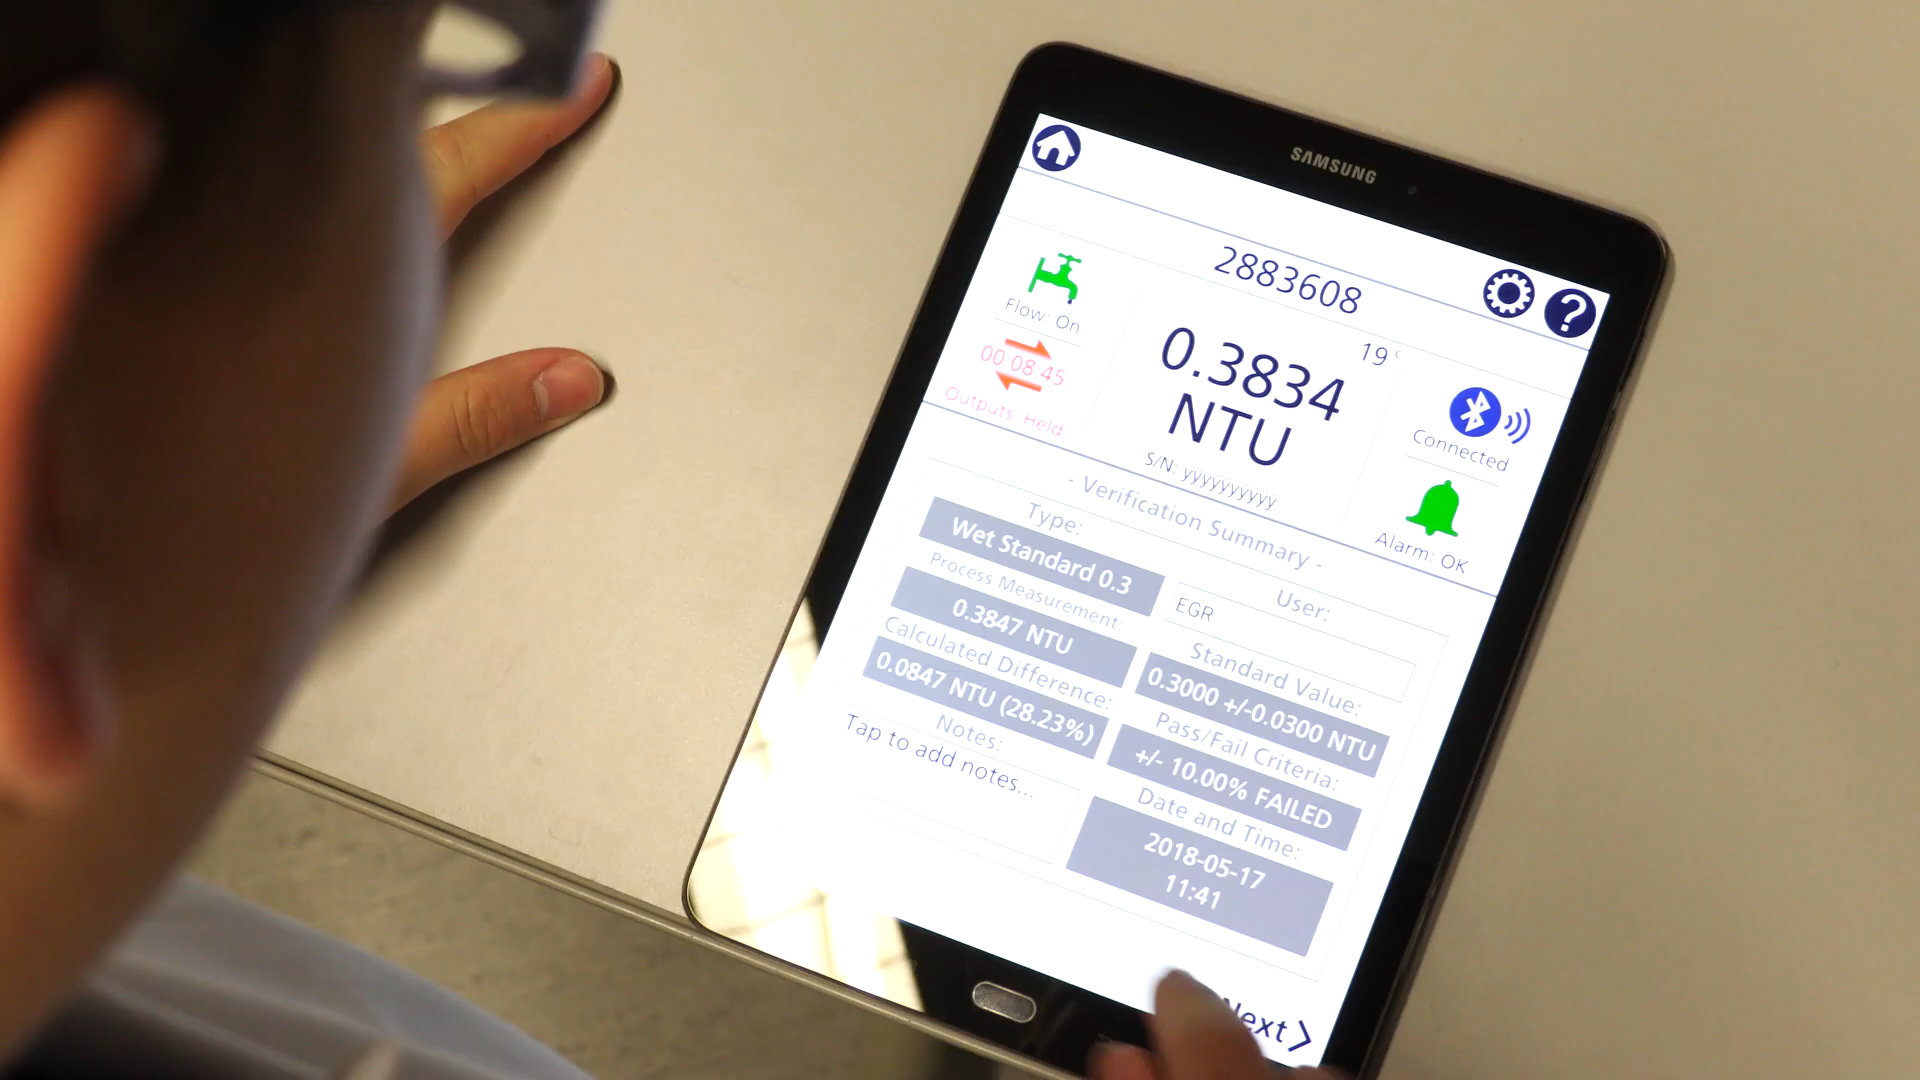 SAMSUNG
2883608
Flow: On
00:08:45
Outputs Held
19°
0.3834
NTU
S/N: ÿÿÿÿÿÿÿÿÿÿ
Connected
Alarm: OK
- Verification Summary -
Type:
Wet Standard 0.3
User:
EGR
Process Measurement:
0.3847 NTU
Standard Value:
0.3000 +/-0.0300 NTU
Calculated Difference:
0.0847 NTU (28.23%)
Pass/Fail Criteria:
+/- 10.00% FAILED
Notes:
Tap to add notes...
Date and Time:
2018-05-17
11:41
Next